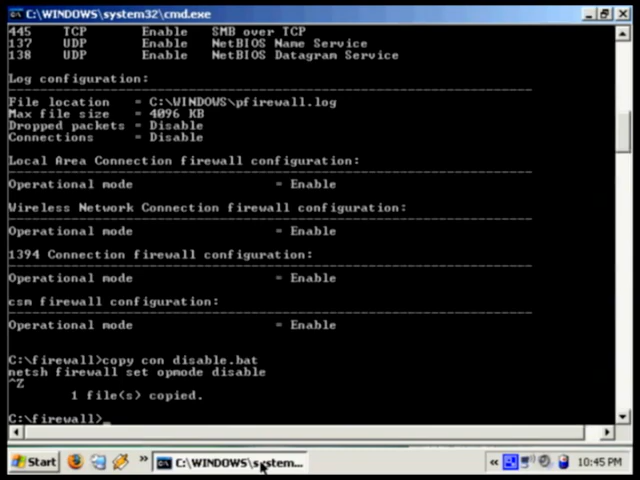 C:\WINDOWS\system32\cmd.exe
445 TCP Enable SMB over TCP
137 UDP Enable NetBIOS Name Service
138 UDP Enable NetBIOS Datagram Service
Log configuration:
File location = C:\WINDOWS\pfirewall.log
Max file size = 4096 KB
Dropped packets = Disable
Connections = Disable
Local Area Connection firewall configuration:
Operational mode = Enable
Wireless Network Connection firewall configuration:
Operational mode = Enable
1394 Connection firewall configuration:
Operational mode = Enable
csm firewall configuration:
Operational mode = Enable
C:\firewall>copy con disable.bat
netsh firewall set opmode disable
^Z
1 file(s) copied.
C:\firewall>_
Start » C:\WINDOWS\system... « 10:45 PM